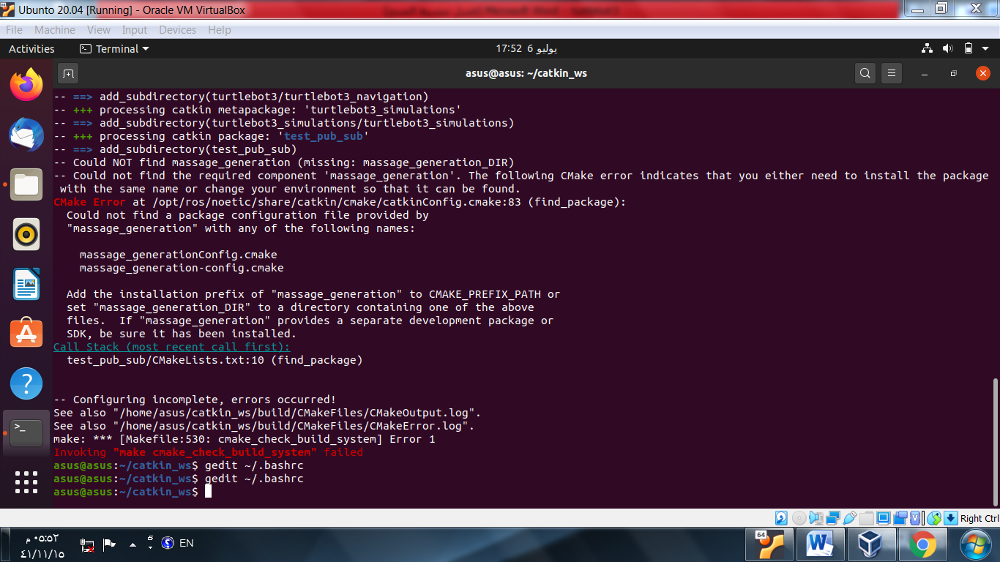 Ubunto 20.04 [Running] - Oracle VM VirtualBox
File Machine View Input Devices Help
Activities Terminal 17:52 6 يوليو
asus@asus: ~/catkin_ws
-- ==> add_subdirectory(turtlebot3/turtlebot3_navigation)
-- +++ processing catkin metapackage: 'turtlebot3_simulations'
-- ==> add_subdirectory(turtlebot3_simulations/turtlebot3_simulations)
-- +++ processing catkin package: 'test_pub_sub'
-- ==> add_subdirectory(test_pub_sub)
-- Could NOT find massage_generation (missing: massage_generation_DIR)
-- Could not find the required component 'massage_generation'. The following CMake error indicates that you either need to install the package
with the same name or change your environment so that it can be found.
CMake Error at /opt/ros/noetic/share/catkin/cmake/catkinConfig.cmake:83 (find_package):
Could not find a package configuration file provided by
"massage_generation" with any of the following names:
massage_generationConfig.cmake
massage_generation-config.cmake
Add the installation prefix of "massage_generation" to CMAKE_PREFIX_PATH or
set "massage_generation_DIR" to a directory containing one of the above
files. If "massage_generation" provides a separate development package or
SDK, be sure it has been installed.
Call Stack (most recent call first):
test_pub_sub/CMakeLists.txt:10 (find_package)
-- Configuring incomplete, errors occurred!
See also "/home/asus/catkin_ws/build/CMakeFiles/CMakeOutput.log".
See also "/home/asus/catkin_ws/build/CMakeFiles/CMakeError.log".
make: *** [Makefile:530: cmake_check_build_system] Error 1
Invoking "make cmake_check_build_system" failed
asus@asus:~/catkin_ws$ gedit ~/.bashrc
asus@asus:~/catkin_ws$ gedit ~/.bashrc
asus@asus:~/catkin_ws$
Right Ctrl
٠٥:٥٢ م
٤١/١١/١٥
EN
64